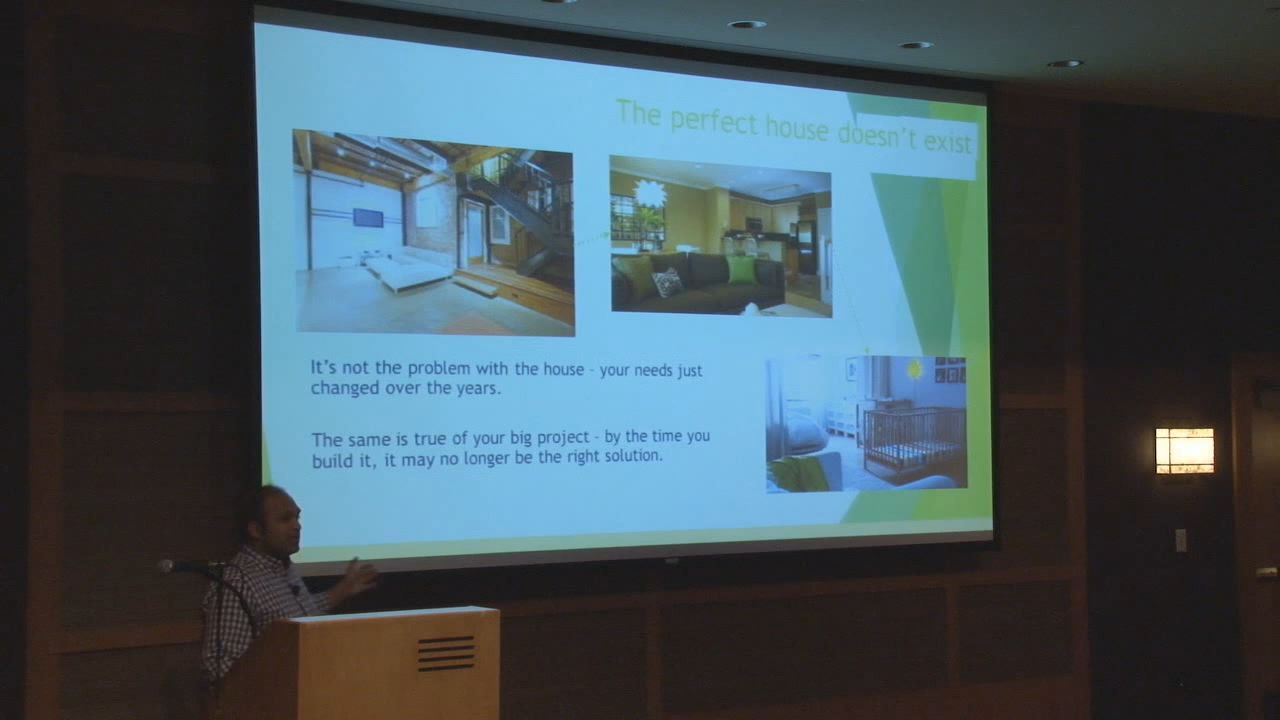 The perfect house doesn't exist
It's not the problem with the house - your needs just
changed over the years.
The same is true of your big project - by the time you
build it, it may no longer be the right solution.